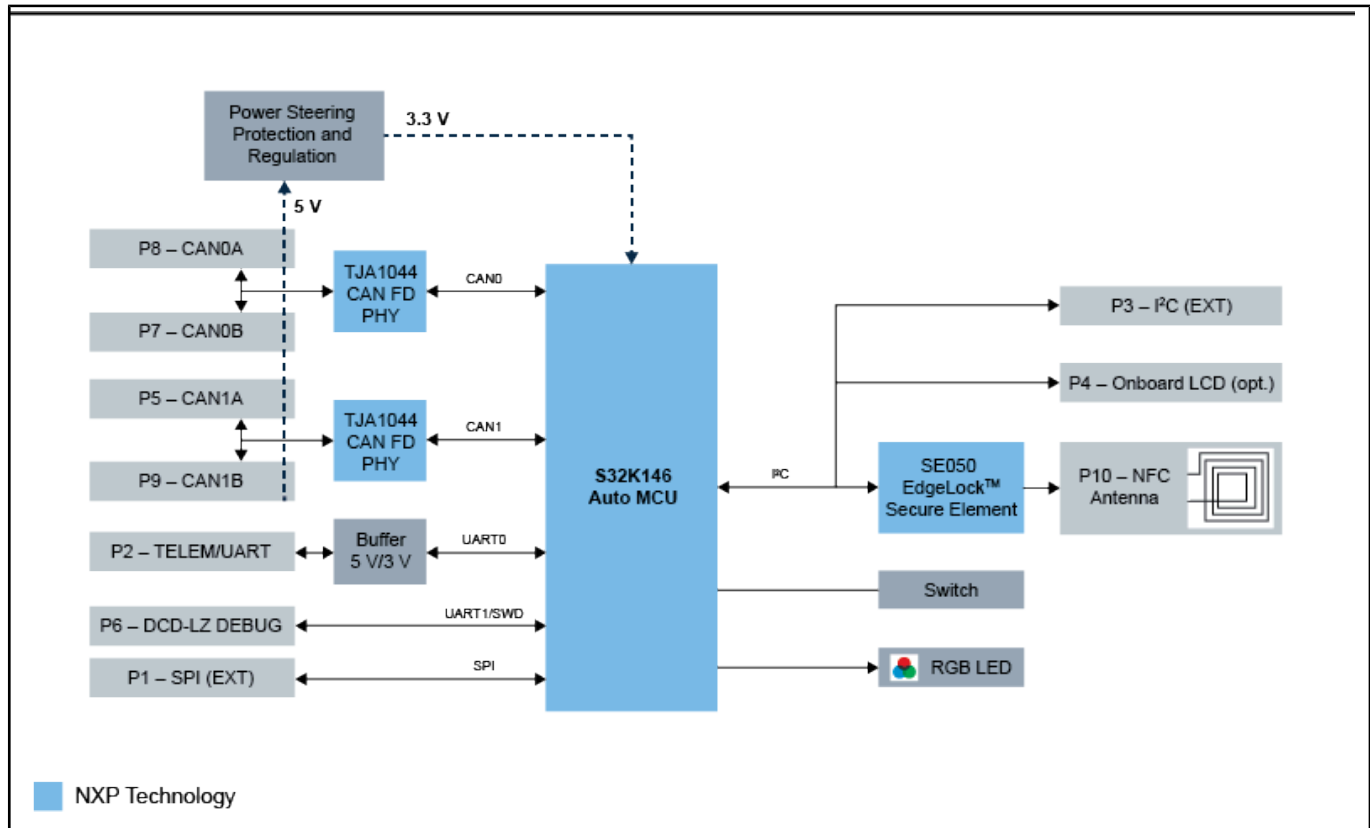 Power Steering
Protection and
Regulation
3.3 V
5 V
P8 – CAN0A
P7 – CAN0B
TJA1044
CAN FD
PHY
CAN0
P5 – CAN1A
P9 – CAN1B
TJA1044
CAN FD
PHY
CAN1
P2 – TELEM/UART
Buffer
5 V/3 V
UART0
P6 – DCD-LZ DEBUG
UART1/SWD
P1 – SPI (EXT)
SPI
S32K146
Auto MCU
P3 – I²C (EXT)
P4 – Onboard LCD (opt.)
I²C
SE050
EdgeLock™
Secure Element
P10 – NFC
Antenna
Switch
RGB LED
NXP Technology